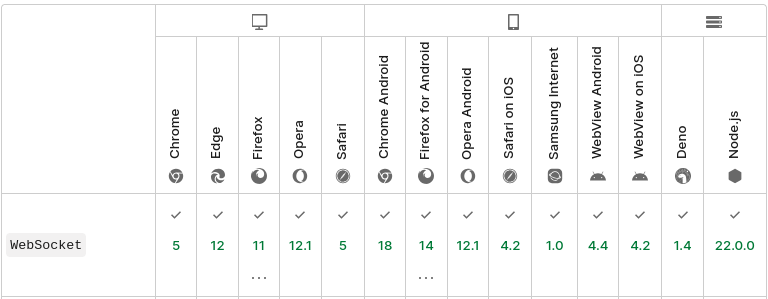 Chrome
Edge
Firefox
Opera
Safari
Chrome Android
Firefox for Android
Opera Android
Safari on iOS
Samsung Internet
WebView Android
WebView on iOS
Deno
Node.js
WebSocket
✓ ✓ ✓ ✓ ✓ ✓ ✓ ✓ ✓ ✓ ✓ ✓ ✓ ✓
5 12 11 12.1 5 18 14 12.1 4.2 1.0 4.4 4.2 1.4 22.0.0
… …